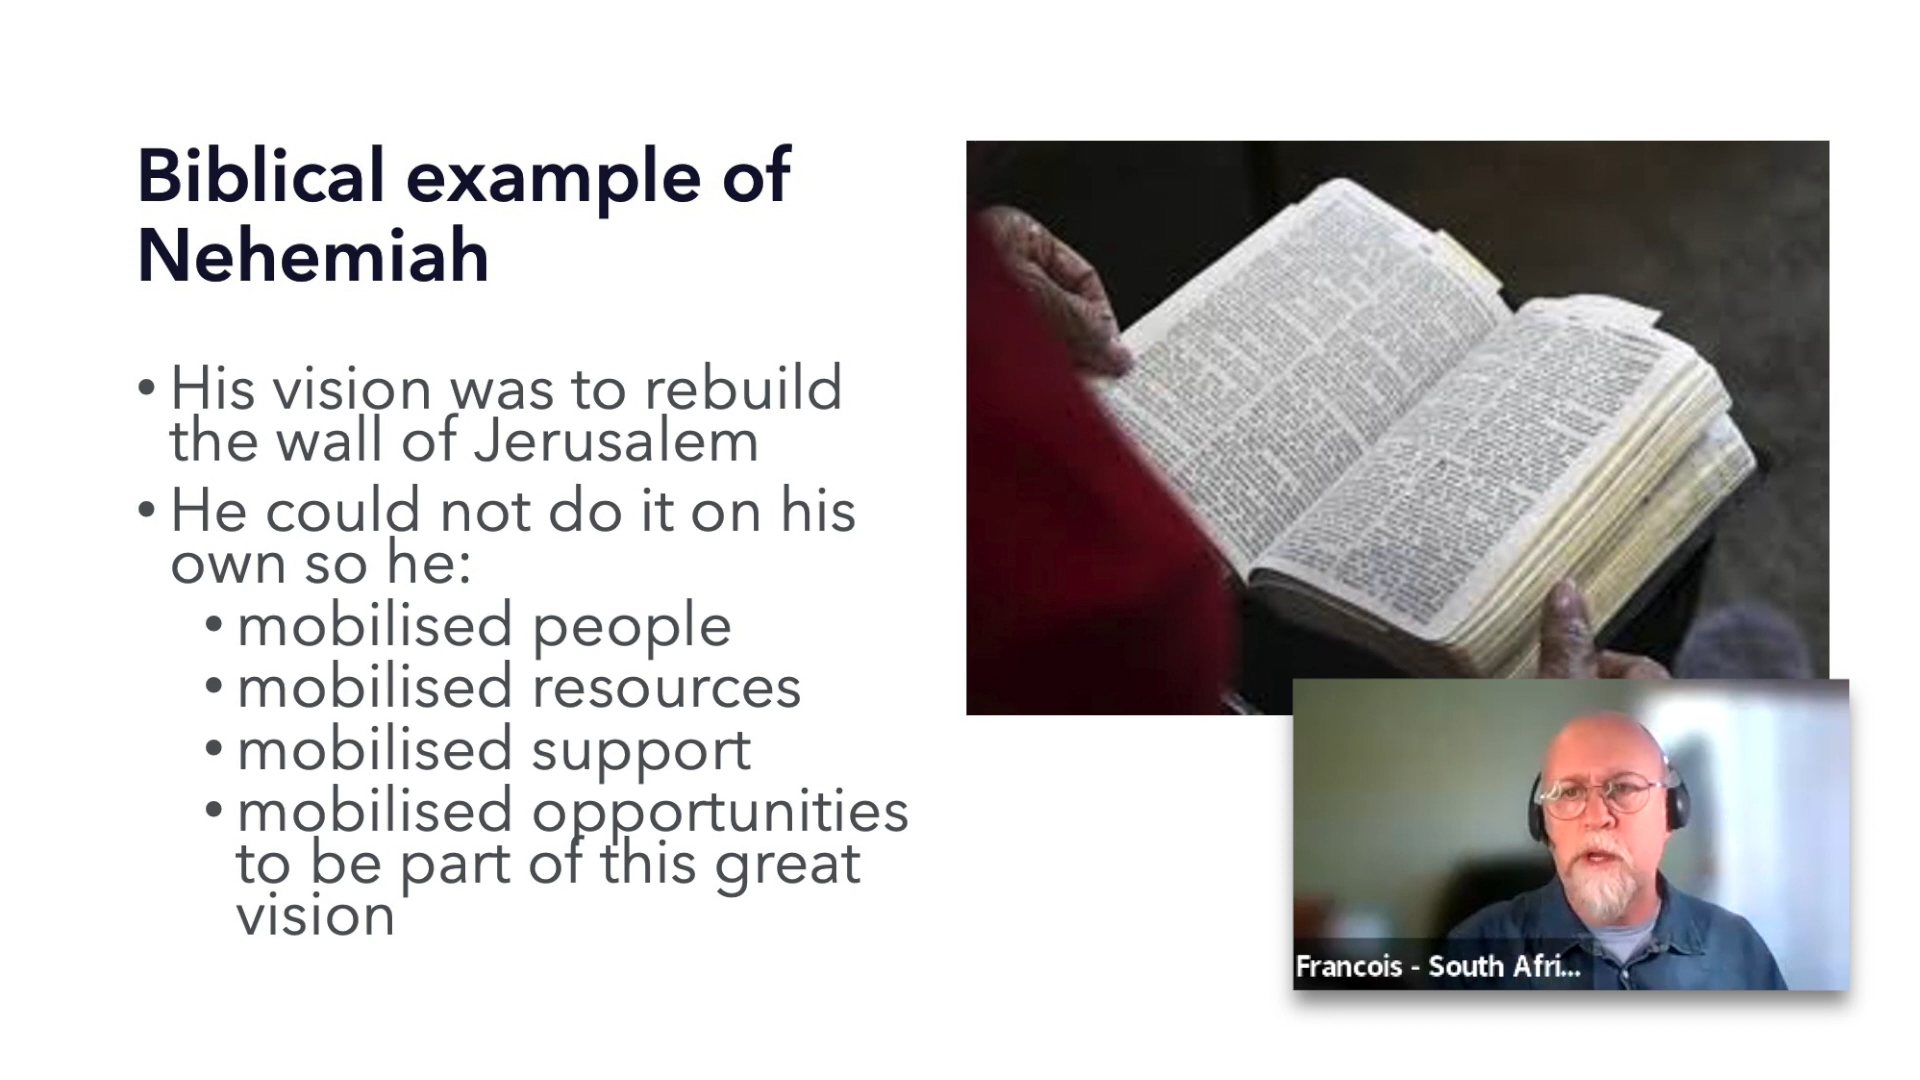 Biblical example of
Nehemiah
• His vision was to rebuild
the wall of Jerusalem
• He could not do it on his
own so he:
• mobilised people
• mobilised resources
• mobilised support
• mobilised opportunities
to be part of this great
vision
Francois - South Afri...